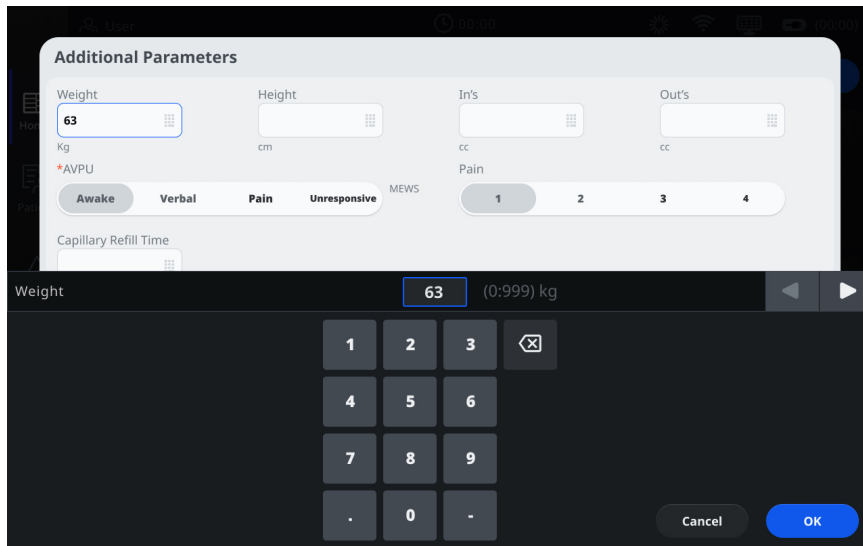 User 00:00 (00:00)
Additional Parameters
Weight Height In's Out's
63
Kg cm cc cc
*AVPU Pain
Awake Verbal Pain Unresponsive MEWS 1 2 3 4
Capillary Refill Time
Weight 63 (0:999) kg
1 2 3
4 5 6
7 8 9
. 0 -
Cancel OK